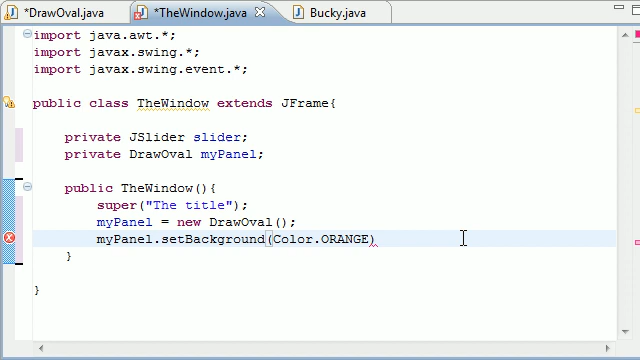 *DrawOval.java
*TheWindow.java
Bucky.java
import java.awt.*;
import javax.swing.*;
import javax.swing.event.*;
public class TheWindow extends JFrame{
private JSlider slider;
private DrawOval myPanel;
public TheWindow(){
super("The title");
myPanel = new DrawOval();
myPanel.setBackground(Color.ORANGE)
}
}